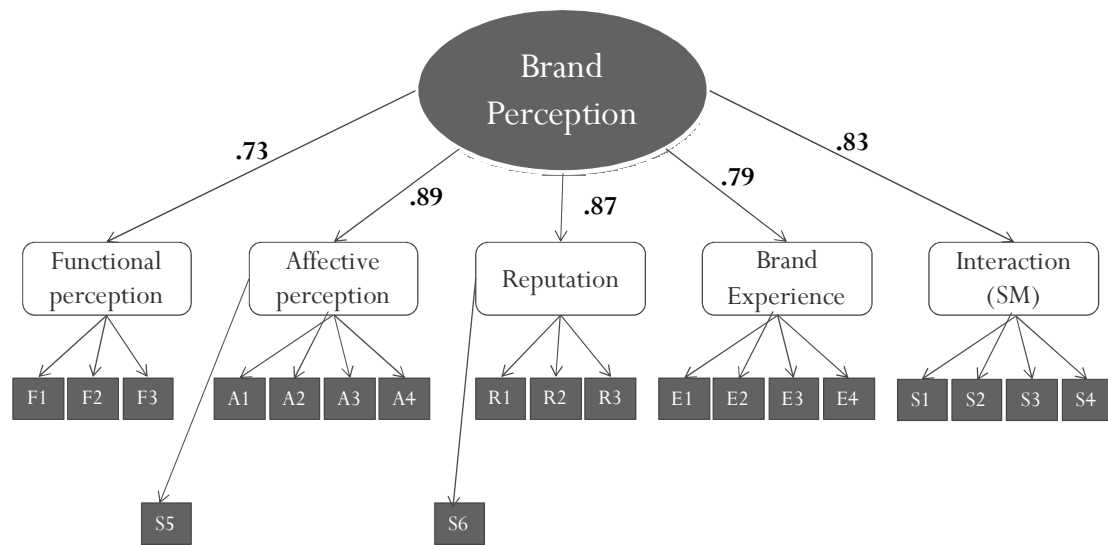 Brand
Perception
.73
.89
.87
.79
.83
Functional
perception
Affective
perception
Reputation
Brand
Experience
Interaction
(SM)
F1 F2 F3
A1 A2 A3 A4
R1 R2 R3
E1 E2 E3 E4
S1 S2 S3 S4
S5
S6